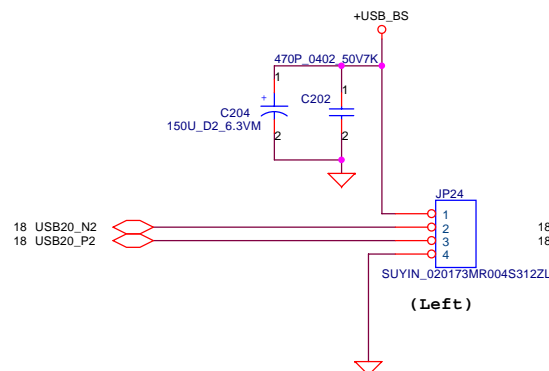 +USB_BS
470P_0402_50V7K
1
1
+
C204
C202
150U_D2_6.3VM
2
2
JP24
1
18 USB20_N2
2
18
18 USB20_P2
3
18
4
SUYIN_020173MR004S312ZL
(Left)